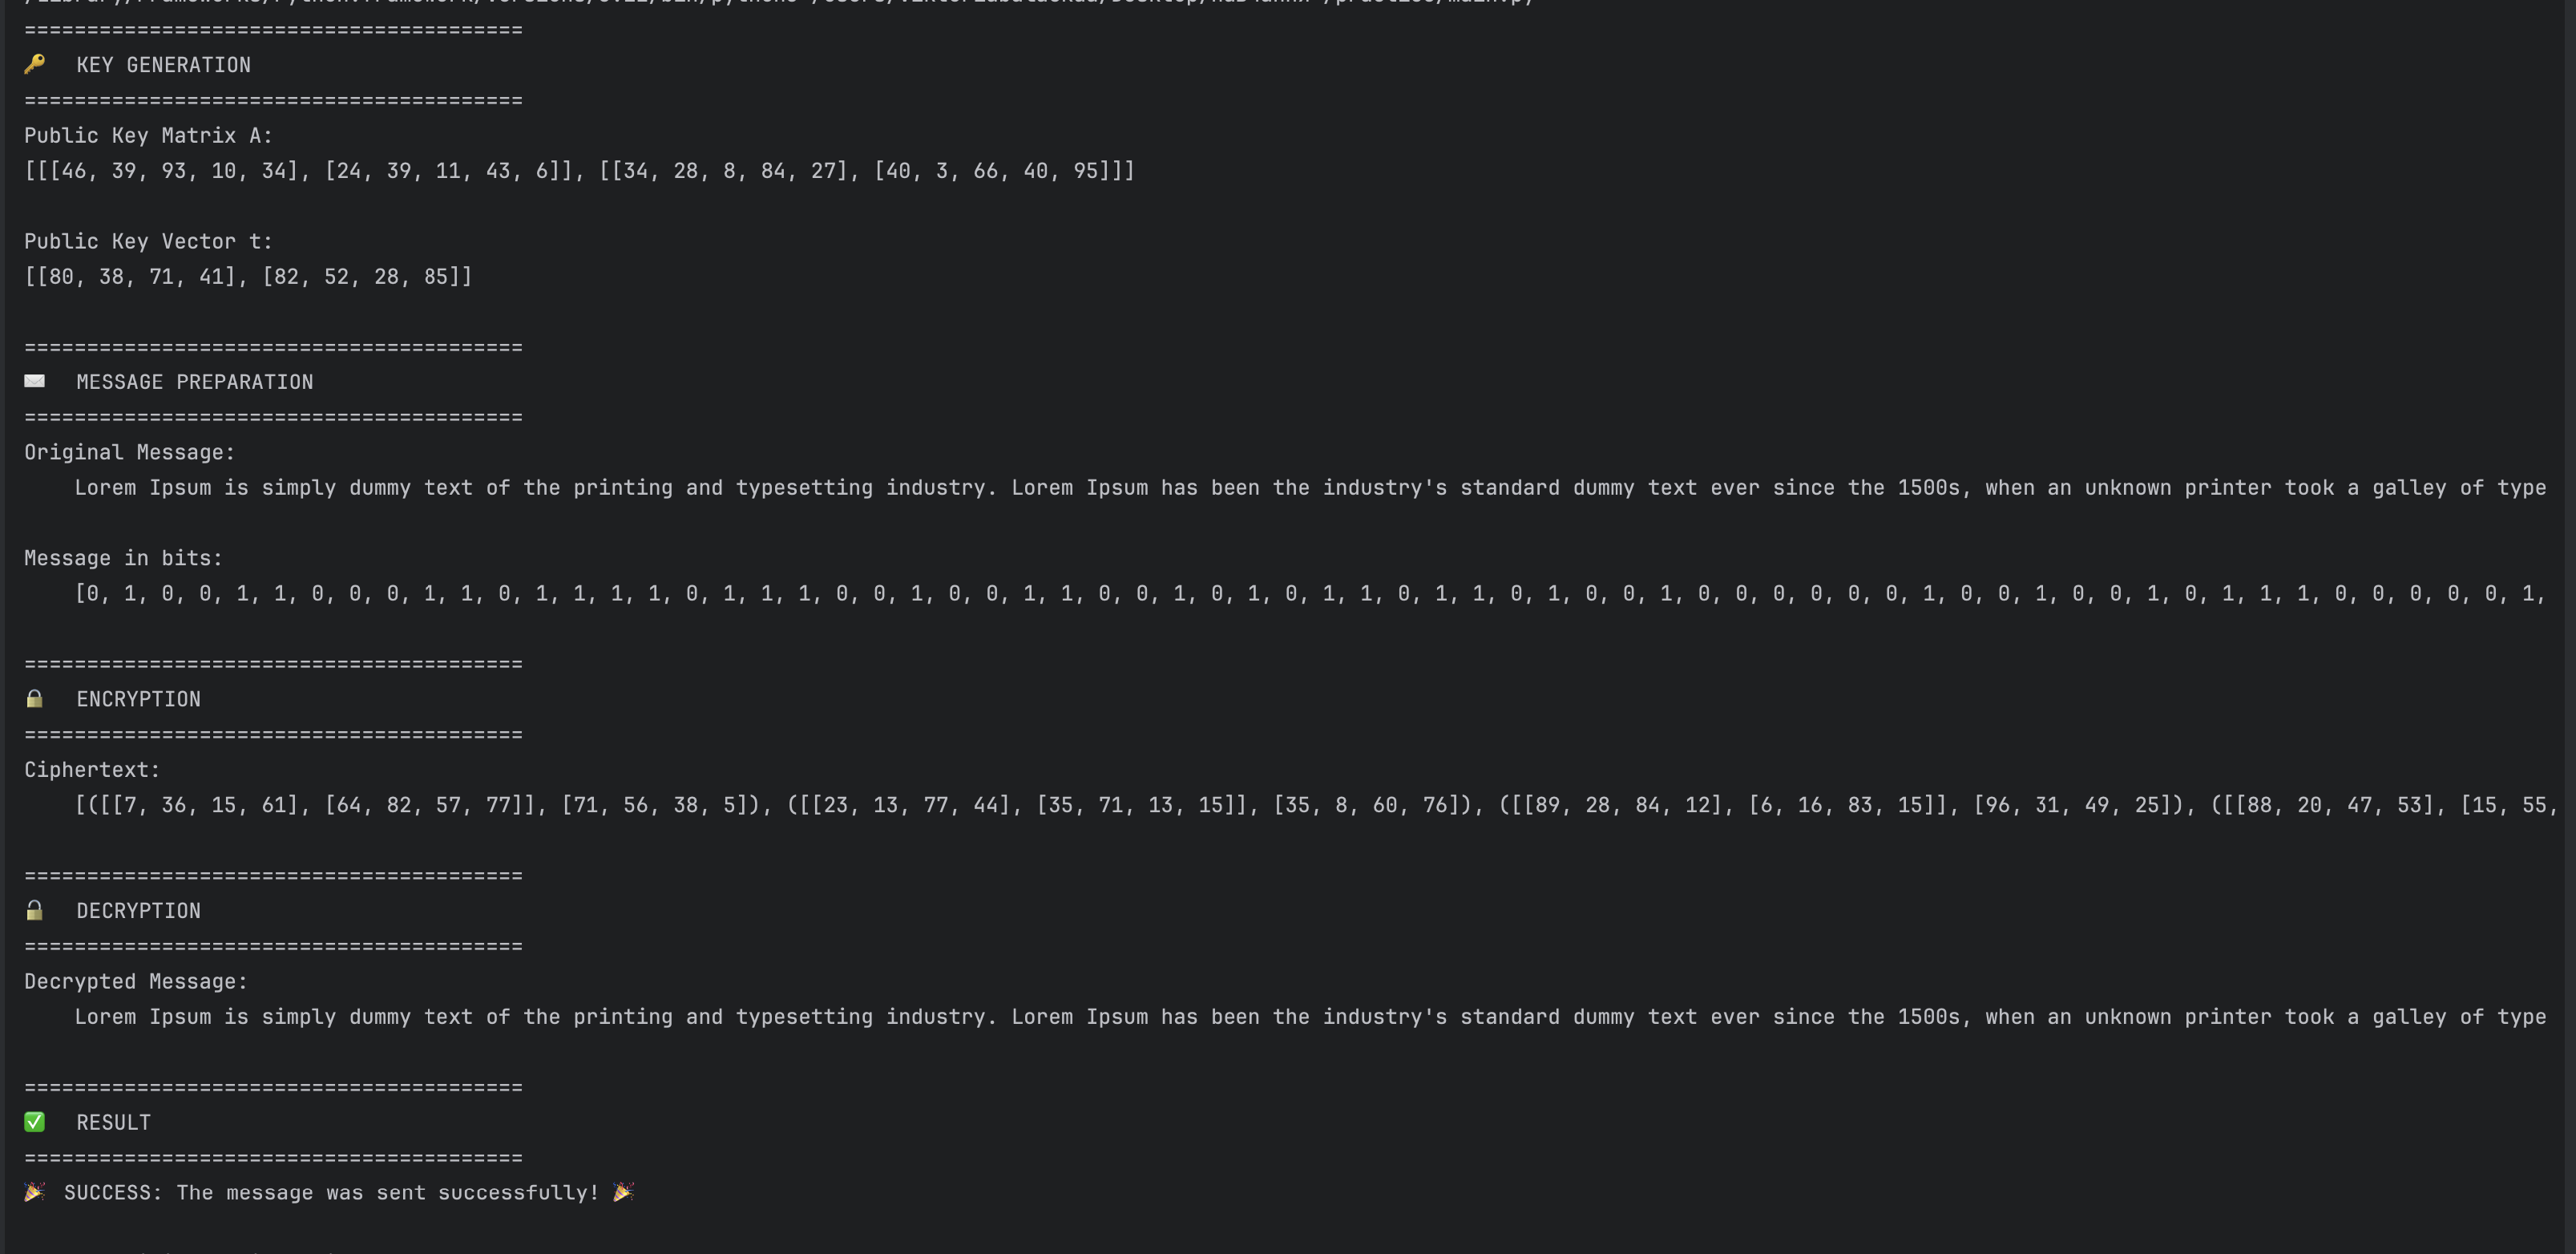 =======================================
🔑 KEY GENERATION
=======================================
Public Key Matrix A:
[[[46, 39, 93, 10, 34], [24, 39, 11, 43, 6]], [[34, 28, 8, 84, 27], [40, 3, 66, 40, 95]]]
Public Key Vector t:
[[80, 38, 71, 41], [82, 52, 28, 85]]
=======================================
✉️ MESSAGE PREPARATION
=======================================
Original Message:
Lorem Ipsum is simply dummy text of the printing and typesetting industry. Lorem Ipsum has been the industry's standard dummy text ever since the 1500s, when an unknown printer took a galley of type
Message in bits:
[0, 1, 0, 0, 1, 1, 0, 0, 0, 1, 1, 0, 1, 1, 1, 1, 0, 1, 1, 1, 0, 0, 1, 0, 0, 1, 1, 0, 0, 1, 0, 1, 0, 1, 1, 0, 1, 1, 0, 1, 0, 0, 1, 0, 0, 0, 0, 0, 0, 1, 0, 0, 1, 0, 0, 1, 0, 1, 1, 1, 0, 0, 0, 0, 0, 1,
=======================================
🔒 ENCRYPTION
=======================================
Ciphertext:
[([[7, 36, 15, 61], [64, 82, 57, 77]], [71, 56, 38, 5]), ([[23, 13, 77, 44], [35, 71, 13, 15]], [35, 8, 60, 76]), ([[89, 28, 84, 12], [6, 16, 83, 15]], [96, 31, 49, 25]), ([[88, 20, 47, 53], [15, 55,
=======================================
🔓 DECRYPTION
=======================================
Decrypted Message:
Lorem Ipsum is simply dummy text of the printing and typesetting industry. Lorem Ipsum has been the industry's standard dummy text ever since the 1500s, when an unknown printer took a galley of type
=======================================
✅ RESULT
=======================================
🎉 SUCCESS: The message was sent successfully! 🎉